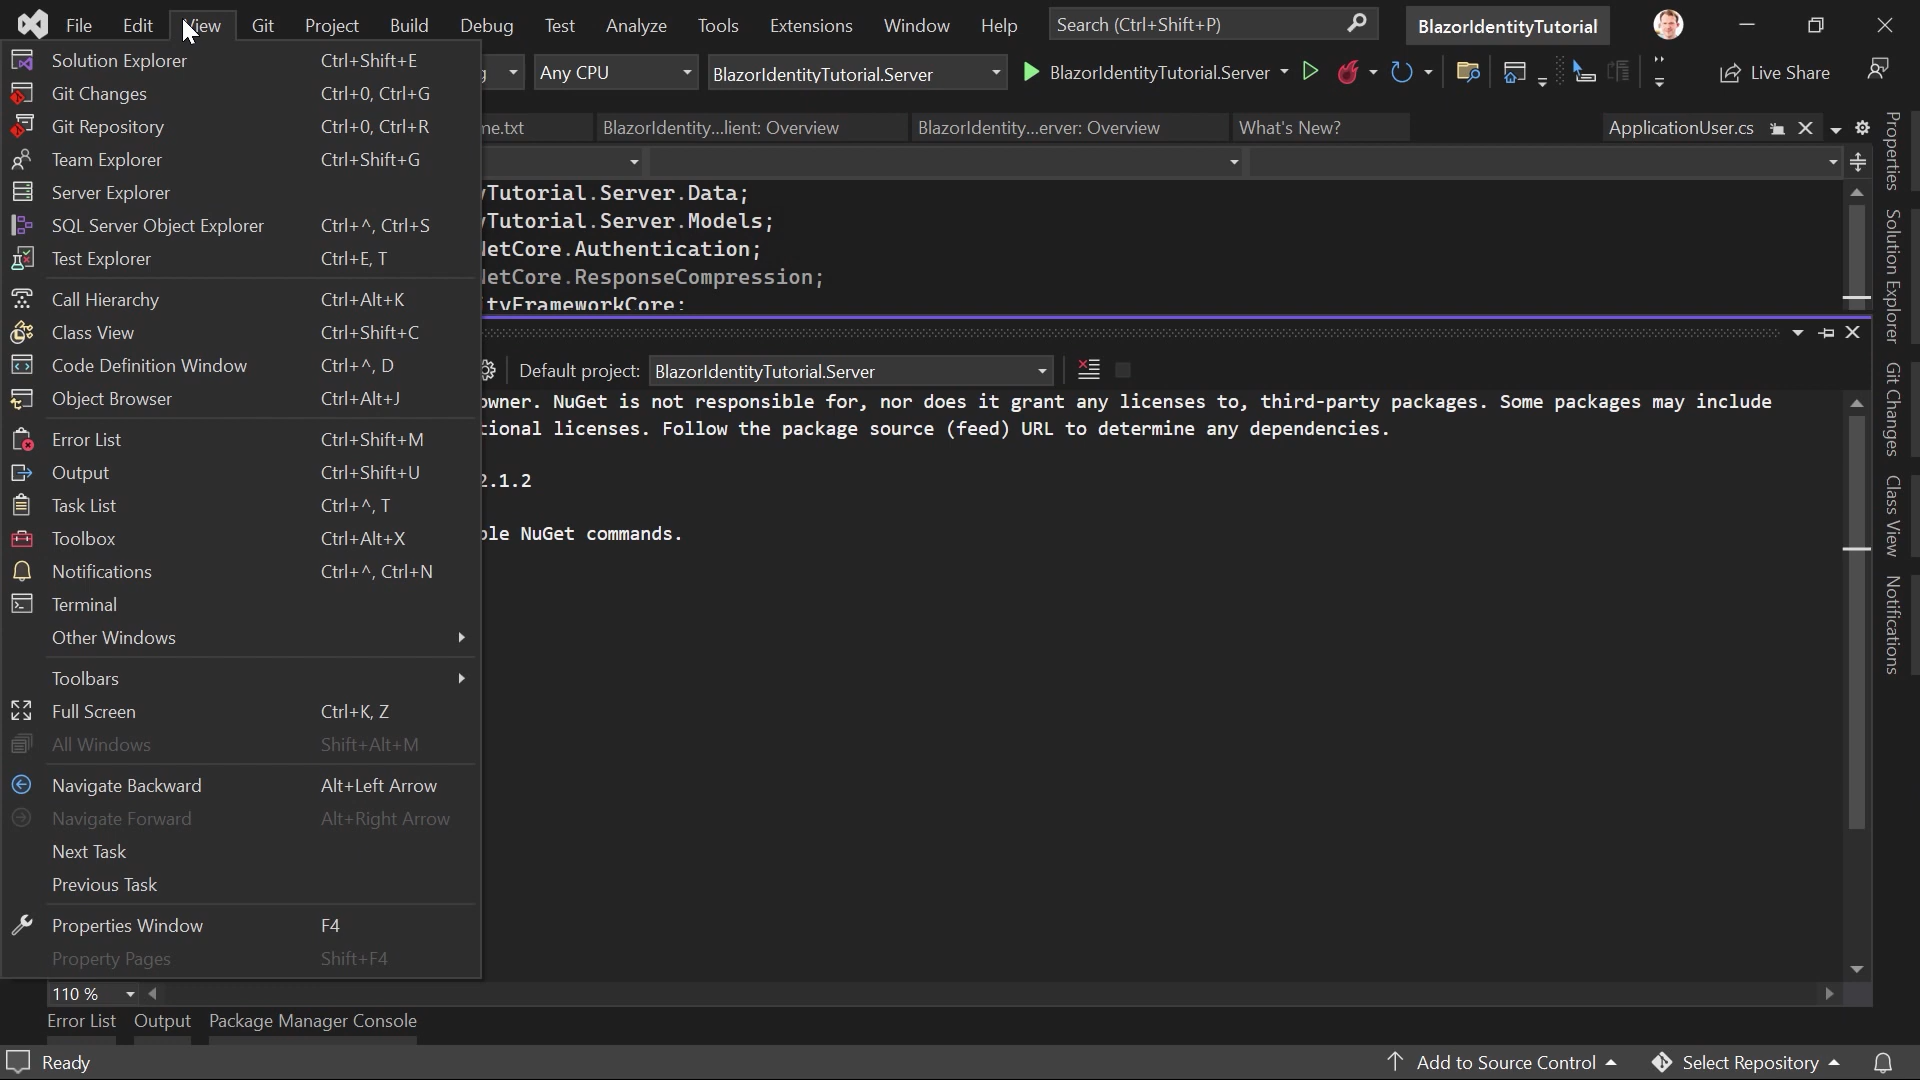 File Edit View Git Project Build Debug Test Analyze Tools Extensions Window Help Search (Ctrl+Shift+P) BlazorIdentityTutorial
Any CPU BlazorIdentityTutorial.Server BlazorIdentityTutorial.Server Live Share
me.txt BlazorIdentity...lient: Overview BlazorIdentity...erver: Overview What's New? ApplicationUser.cs
Solution Explorer Ctrl+Shift+E
Git Changes Ctrl+0, Ctrl+G
Git Repository Ctrl+0, Ctrl+R
Team Explorer Ctrl+Shift+G
Server Explorer
SQL Server Object Explorer Ctrl+^, Ctrl+S
Test Explorer Ctrl+E, T
Call Hierarchy Ctrl+Alt+K
Class View Ctrl+Shift+C
Code Definition Window Ctrl+^, D
Object Browser Ctrl+Alt+J
Error List Ctrl+Shift+M
Output Ctrl+Shift+U
Task List Ctrl+^, T
Toolbox Ctrl+Alt+X
Notifications Ctrl+^, Ctrl+N
Terminal
Other Windows
Toolbars
Full Screen Ctrl+K, Z
All Windows Shift+Alt+M
Navigate Backward Alt+Left Arrow
Navigate Forward Alt+Right Arrow
Next Task
Previous Task
Properties Window F4
Property Pages Shift+F4
yTutorial.Server.Data;
yTutorial.Server.Models;
NetCore.Authentication;
NetCore.ResponseCompression;
ityFrameworkCore;
Default project: BlazorIdentityTutorial.Server
owner. NuGet is not responsible for, nor does it grant any licenses to, third-party packages. Some packages may include
tional licenses. Follow the package source (feed) URL to determine any dependencies.
2.1.2
ble NuGet commands.
110 %
Error List Output Package Manager Console
Ready Add to Source Control Select Repository
Properties
Solution Explorer
Git Changes
Class View
Notifications